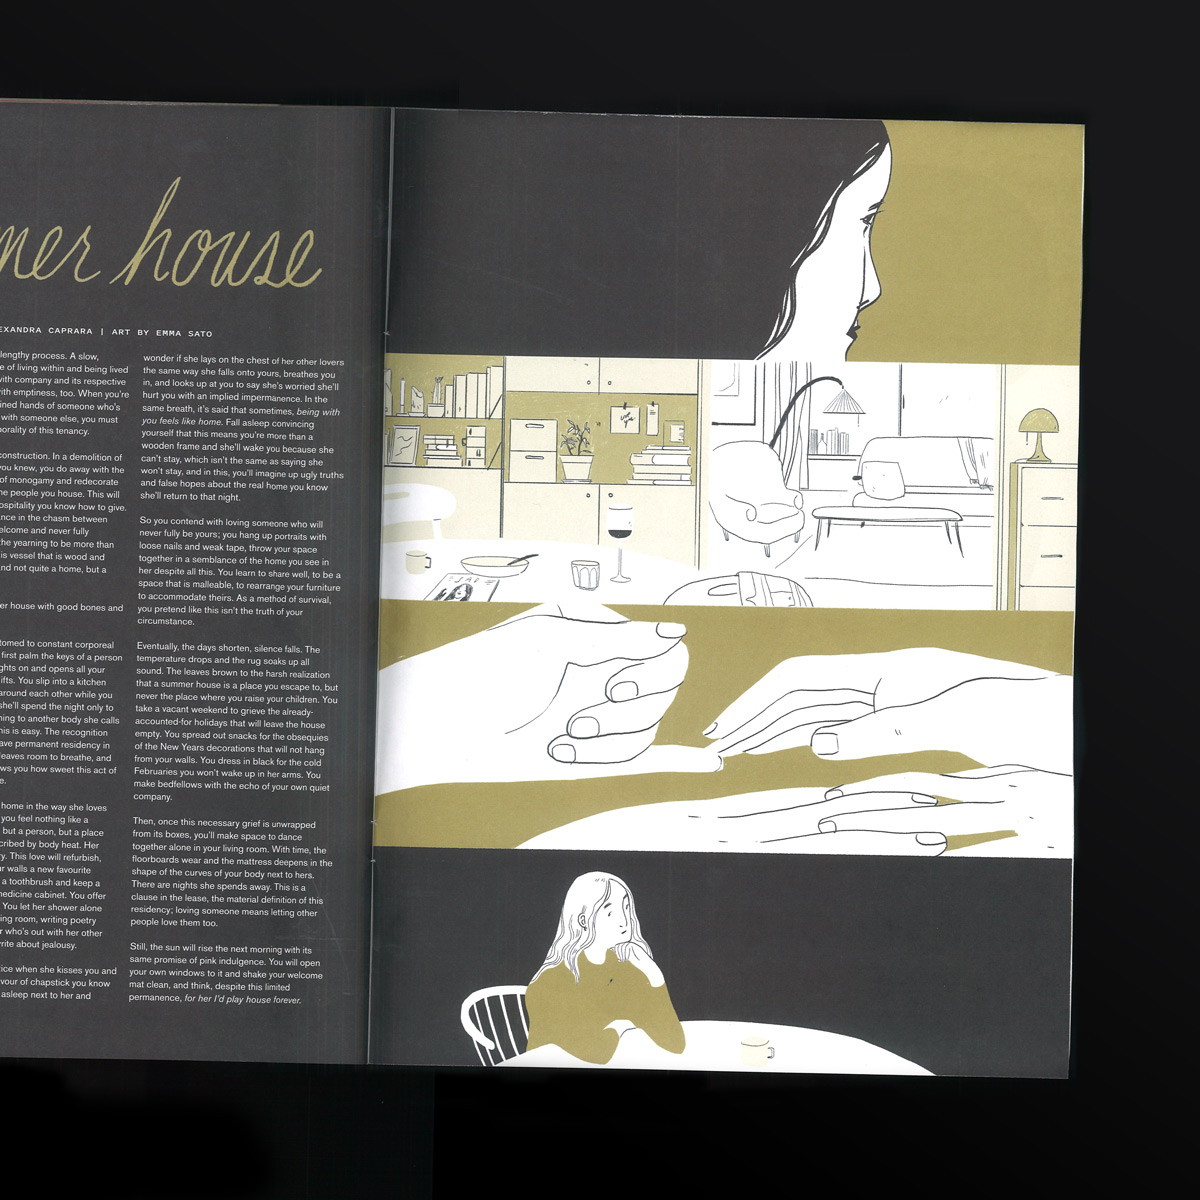 house
ALEXANDRA CAPRARA | ART BY EMMA SATO
lengthy process. A slow,
e of living within and being lived
with company and its respective
ith emptiness, too. When you're
ined hands of someone who's
with someone else, you must
porality of this tenancy.
construction. In a demolition of
you knew, you do away with the
of monogamy and redecorate
he people you house. This will
ospitality you know how to give.
ance in the chasm between
elcome and never fully
the yearning to be more than
is vessel that is wood and
and not quite a home, but a
er house with good bones and
tomed to constant corporeal
first palm the keys of a person
ghts on and opens all your
ifts. You slip into a kitchen
around each other while you
she'll spend the night only to
ning to another body she calls
his is easy. The recognition
ave permanent residency in
leaves room to breathe, and
ws you how sweet this act of
e.
home in the way she loves
you feel nothing like a
but a person, but a place
cribed by body heat. Her
ry. This love will refurbish,
ur walls a new favourite
a toothbrush and keep a
medicine cabinet. You offer
You let her shower alone
ing room, writing poetry
r who's out with her other
write about jealousy.
ice when she kisses you and
vour of chapstick you know
asleep next to her and
wonder if she lays on the chest of her other lovers
the same way she falls onto yours, breathes you
in, and looks up at you to say she's worried she'll
hurt you with an implied impermanence. In the
same breath, it's said that sometimes, being with
you feels like home. Fall asleep convincing
yourself that this means you're more than a
wooden frame and she'll wake you because she
can't stay, which isn't the same as saying she
won't stay, and in this, you'll imagine up ugly truths
and false hopes about the real home you know
she'll return to that night.
So you contend with loving someone who will
never fully be yours; you hang up portraits with
loose nails and weak tape, throw your space
together in a semblance of the home you see in
her despite all this. You learn to share well, to be a
space that is malleable, to rearrange your furniture
to accommodate theirs. As a method of survival,
you pretend like this isn't the truth of your
circumstance.
Eventually, the days shorten, silence falls. The
temperature drops and the rug soaks up all
sound. The leaves brown to the harsh realization
that a summer house is a place you escape to, but
never the place where you raise your children. You
take a vacant weekend to grieve the already-
accounted-for holidays that will leave the house
empty. You spread out snacks for the obsequies
of the New Years decorations that will not hang
from your walls. You dress in black for the cold
Februaries you won't wake up in her arms. You
make bedfellows with the echo of your own quiet
company.
Then, once this necessary grief is unwrapped
from its boxes, you'll make space to dance
together alone in your living room. With time, the
floorboards wear and the mattress deepens in the
shape of the curves of your body next to hers.
There are nights she spends away. This is a
clause in the lease, the material definition of this
residency; loving someone means letting other
people love them too.
Still, the sun will rise the next morning with its
same promise of pink indulgence. You will open
your own windows to it and shake your welcome
mat clean, and think, despite this limited
permanence, for her I'd play house forever.